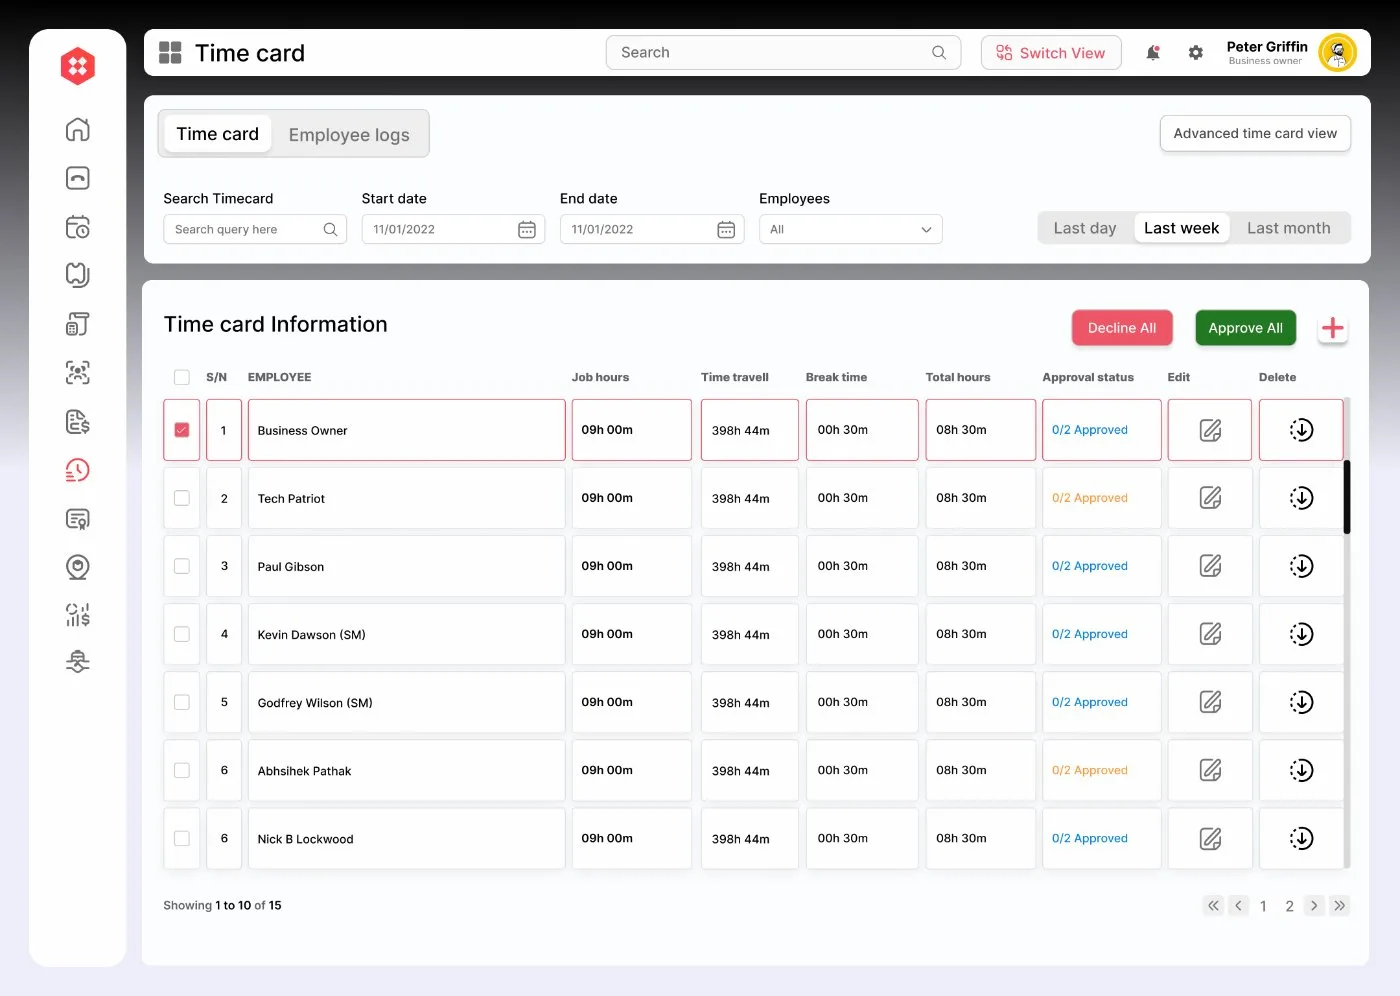 Time card
Search
Switch View
Peter Griffin
Business owner
Time card
Employee logs
Advanced time card view
Search Timecard
Start date
End date
Employees
Search query here
11/01/2022
11/01/2022
All
Last day
Last week
Last month
Time card Information
Decline All
Approve All
S/N EMPLOYEE Job hours Time travell Break time Total hours Approval status Edit Delete
1 Business Owner 09h 00m 398h 44m 00h 30m 08h 30m 0/2 Approved
2 Tech Patriot 09h 00m 398h 44m 00h 30m 08h 30m 0/2 Approved
3 Paul Gibson 09h 00m 398h 44m 00h 30m 08h 30m 0/2 Approved
4 Kevin Dawson (SM) 09h 00m 398h 44m 00h 30m 08h 30m 0/2 Approved
5 Godfrey Wilson (SM) 09h 00m 398h 44m 00h 30m 08h 30m 0/2 Approved
6 Abhsihek Pathak 09h 00m 398h 44m 00h 30m 08h 30m 0/2 Approved
6 Nick B Lockwood 09h 00m 398h 44m 00h 30m 08h 30m 0/2 Approved
Showing 1 to 10 of 15
1 2